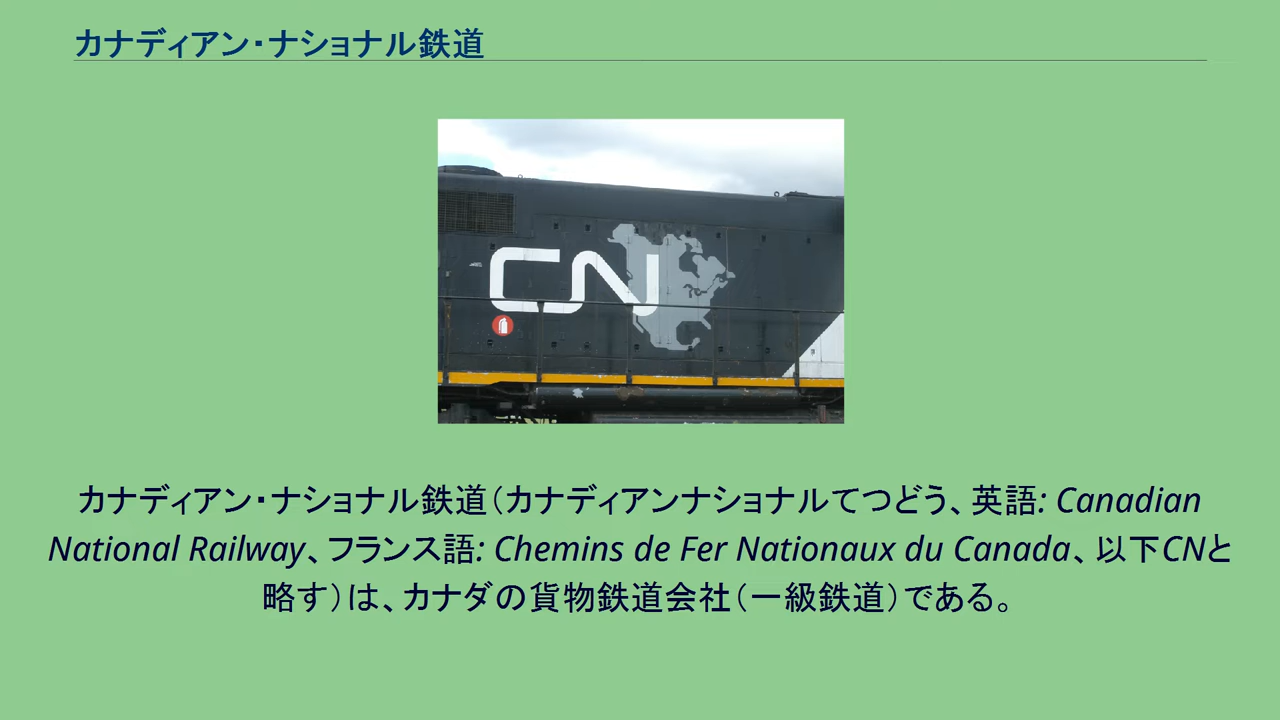 カナディアン・ナショナル鉄道
CN
カナディアン・ナショナル鉄道（カナディアンナショナルてつどう、英語: Canadian
National Railway、フランス語: Chemins de Fer Nationaux du Canada、以下CNと
略す）は、カナダの貨物鉄道会社（一級鉄道）である。